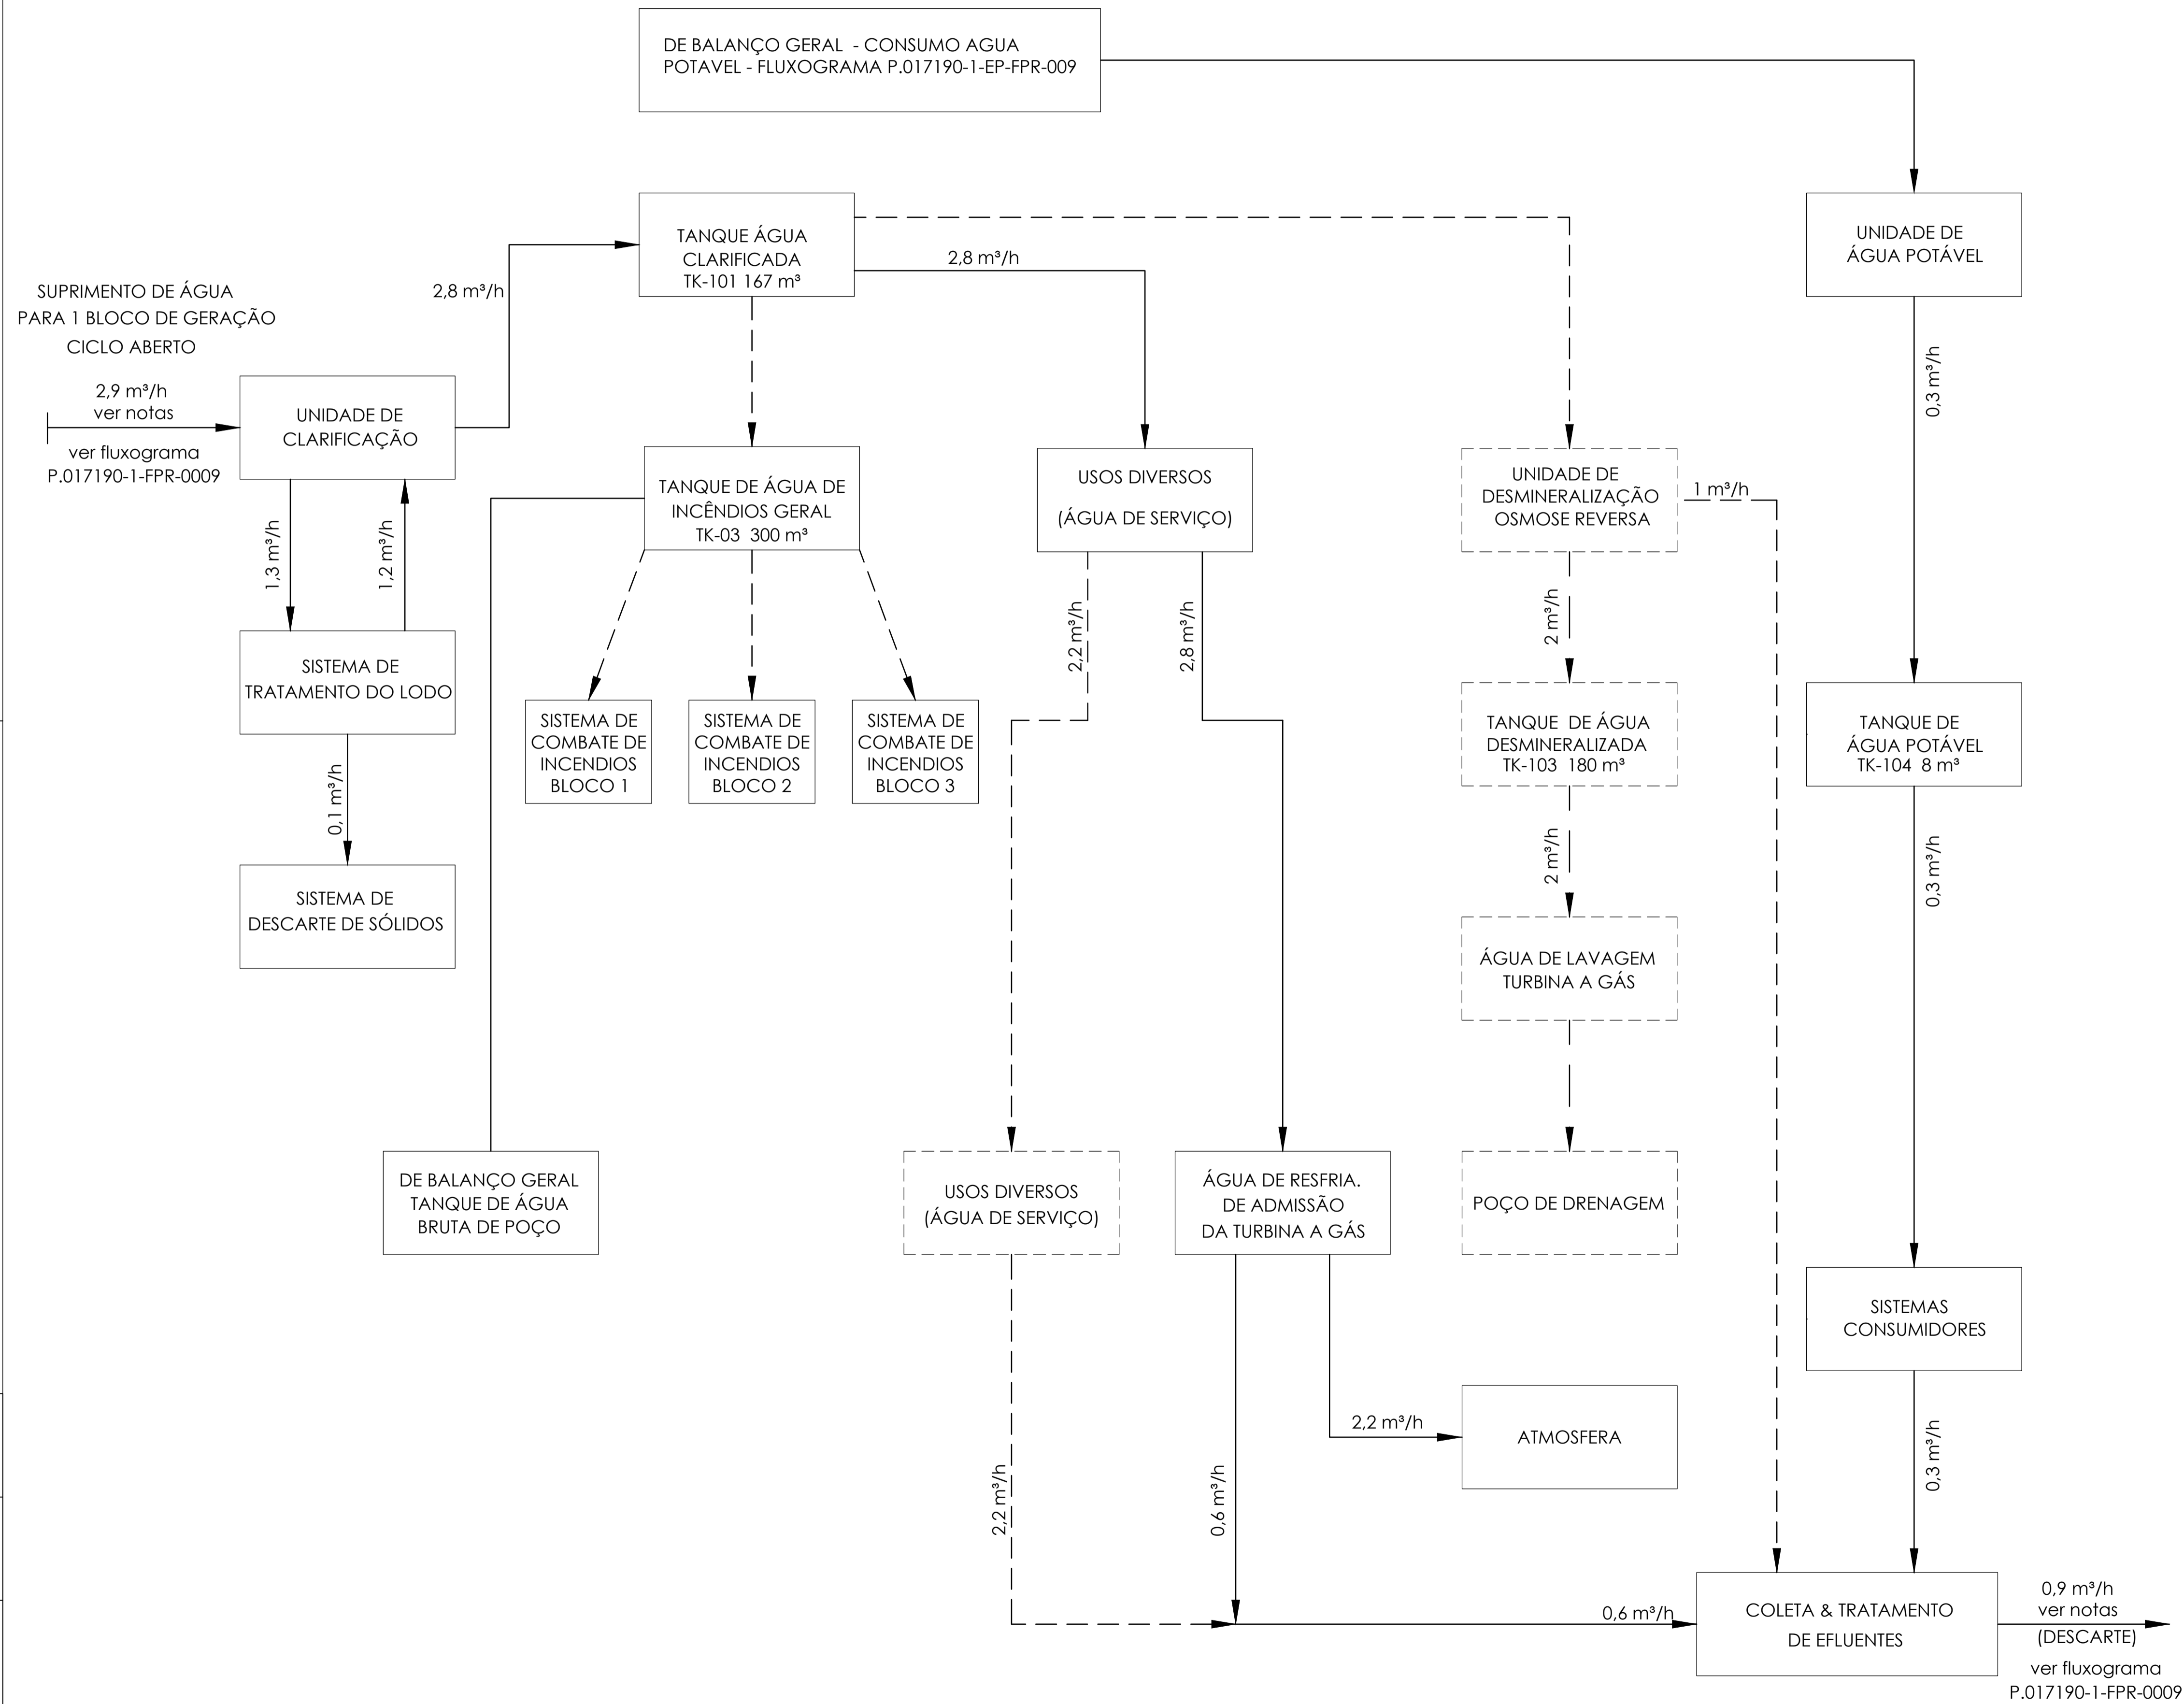 DE BALANÇO GERAL - CONSUMO AGUA
POTAVEL - FLUXOGRAMA P.017190-1-EP-FPR-009
TANQUE ÁGUA
CLARIFICADA
TK-101 167 m³
2,8 m³/h
UNIDADE DE
ÁGUA POTÁVEL
SUPRIMENTO DE ÁGUA
PARA 1 BLOCO DE GERAÇÃO
CICLO ABERTO
2,8 m³/h
2,9 m³/h
ver notas
ver fluxograma
P.017190-1-FPR-0009
UNIDADE DE
CLARIFICAÇÃO
0,3 m³/h
TANQUE DE ÁGUA DE
INCÊNDIOS GERAL
TK-03 300 m³
USOS DIVERSOS
(ÁGUA DE SERVIÇO)
UNIDADE DE
DESMINERALIZAÇÃO
OSMOSE REVERSA
1 m³/h
1,3 m³/h
1,2 m³/h
2,2 m³/h
2,8 m³/h
2 m³/h
SISTEMA DE
TRATAMENTO DO LODO
SISTEMA DE
COMBATE DE
INCENDIOS
BLOCO 1
SISTEMA DE
COMBATE DE
INCENDIOS
BLOCO 2
SISTEMA DE
COMBATE DE
INCENDIOS
BLOCO 3
TANQUE DE ÁGUA
DESMINERALIZADA
TK-103 180 m³
TANQUE DE
ÁGUA POTÁVEL
TK-104 8 m³
0,1 m³/h
2 m³/h
0,3 m³/h
SISTEMA DE
DESCARTE DE SÓLIDOS
ÁGUA DE LAVAGEM
TURBINA A GÁS
DE BALANÇO GERAL
TANQUE DE ÁGUA
BRUTA DE POÇO
USOS DIVERSOS
(ÁGUA DE SERVIÇO)
ÁGUA DE RESFRIA.
DE ADMISSÃO
DA TURBINA A GÁS
POÇO DE DRENAGEM
SISTEMAS
CONSUMIDORES
2,2 m³/h
ATMOSFERA
2,2 m³/h
0,6 m³/h
0,3 m³/h
0,6 m³/h
COLETA & TRATAMENTO
DE EFLUENTES
0,9 m³/h
ver notas
(DESCARTE)
ver fluxograma
P.017190-1-FPR-0009